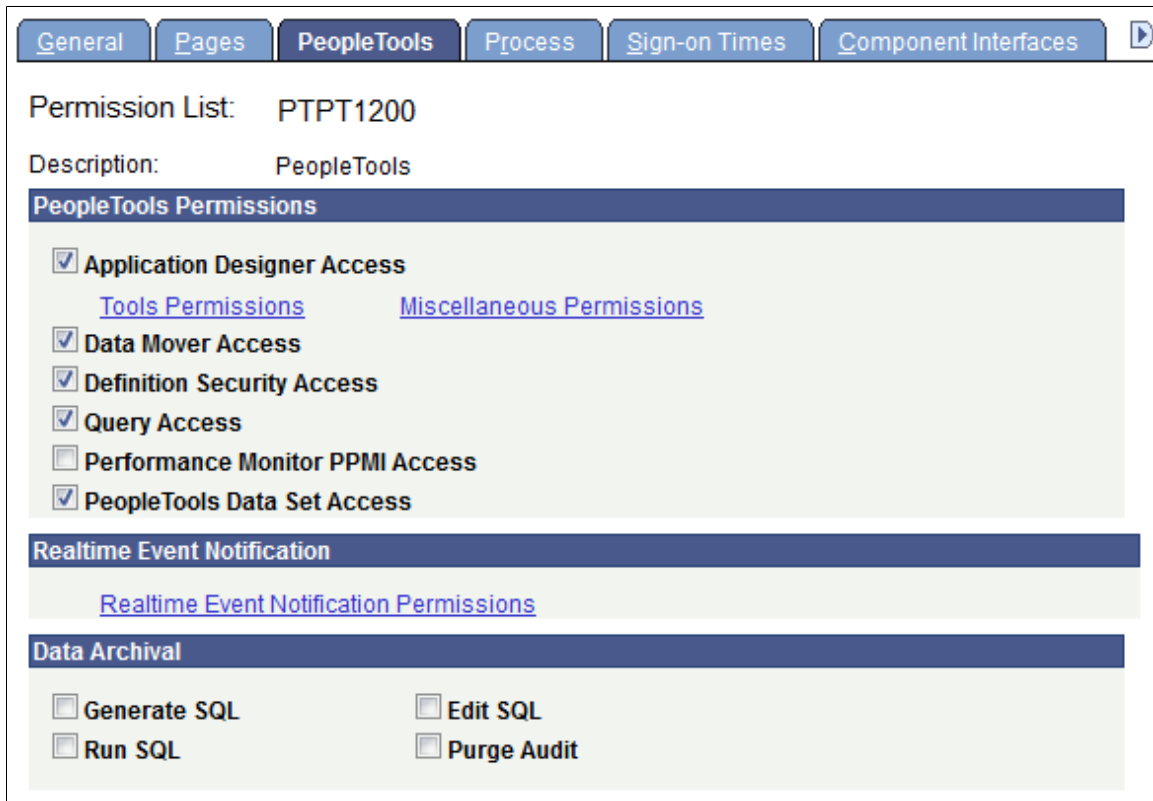 General Pages PeopleTools Process Sign-on Times Component Interfaces
Permission List: PTPT1200
Description: PeopleTools
PeopleTools Permissions
Application Designer Access
Tools Permissions Miscellaneous Permissions
Data Mover Access
Definition Security Access
Query Access
Performance Monitor PPMI Access
PeopleTools Data Set Access
Realtime Event Notification
Realtime Event Notification Permissions
Data Archival
Generate SQL Edit SQL
Run SQL Purge Audit